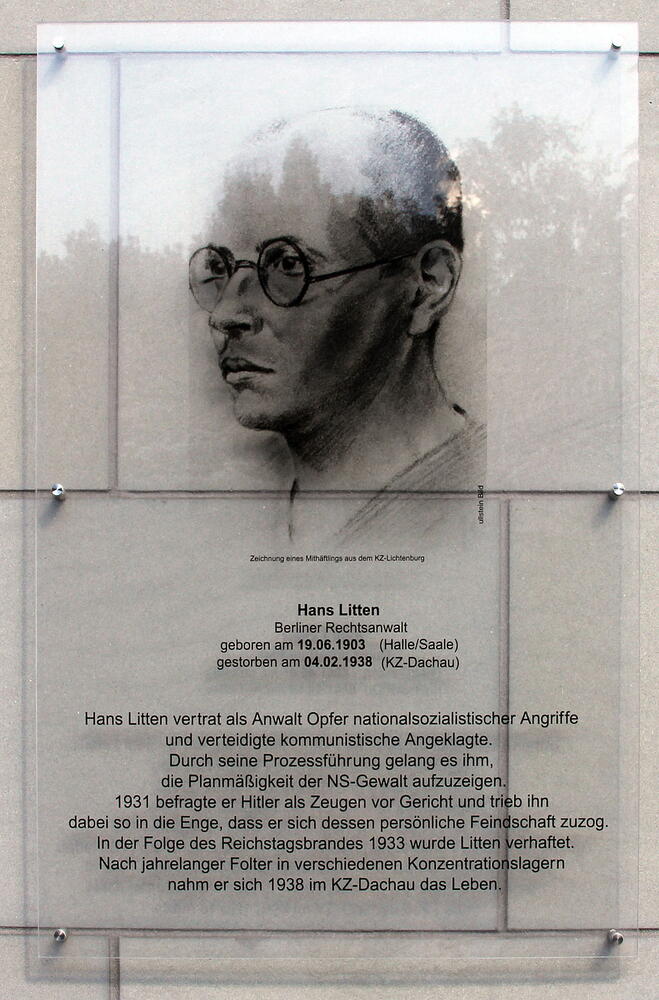 ullstein Bild
Zeichnung eines Mithäftlings aus dem KZ-Lichtenburg
Hans Litten
Berliner Rechtsanwalt
geboren am 19.06.1903 (Halle/Saale)
gestorben am 04.02.1938 (KZ-Dachau)
Hans Litten vertrat als Anwalt Opfer nationalsozialistischer Angriffe
und verteidigte kommunistische Angeklagte.
Durch seine Prozessführung gelang es ihm,
die Planmäßigkeit der NS-Gewalt aufzuzeigen.
1931 befragte er Hitler als Zeugen vor Gericht und trieb ihn
dabei so in die Enge, dass er sich dessen persönliche Feindschaft zuzog.
In der Folge des Reichstagsbrandes 1933 wurde Litten verhaftet.
Nach jahrelanger Folter in verschiedenen Konzentrationslagern
nahm er sich 1938 im KZ-Dachau das Leben.